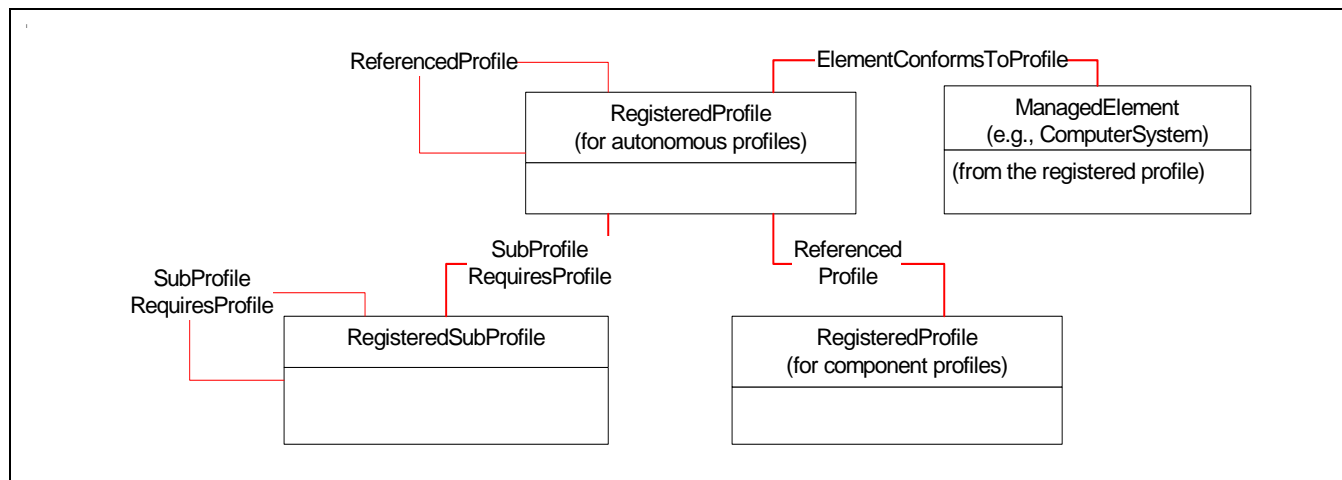 ReferencedProfile
ElementConformsToProfile
RegisteredProfile
(for autonomous profiles)
ManagedElement
(e.g., ComputerSystem)
(from the registered profile)
SubProfile
RequiresProfile
Referenced
Profile
SubProfile
RequiresProfile
RegisteredSubProfile
RegisteredProfile
(for component profiles)